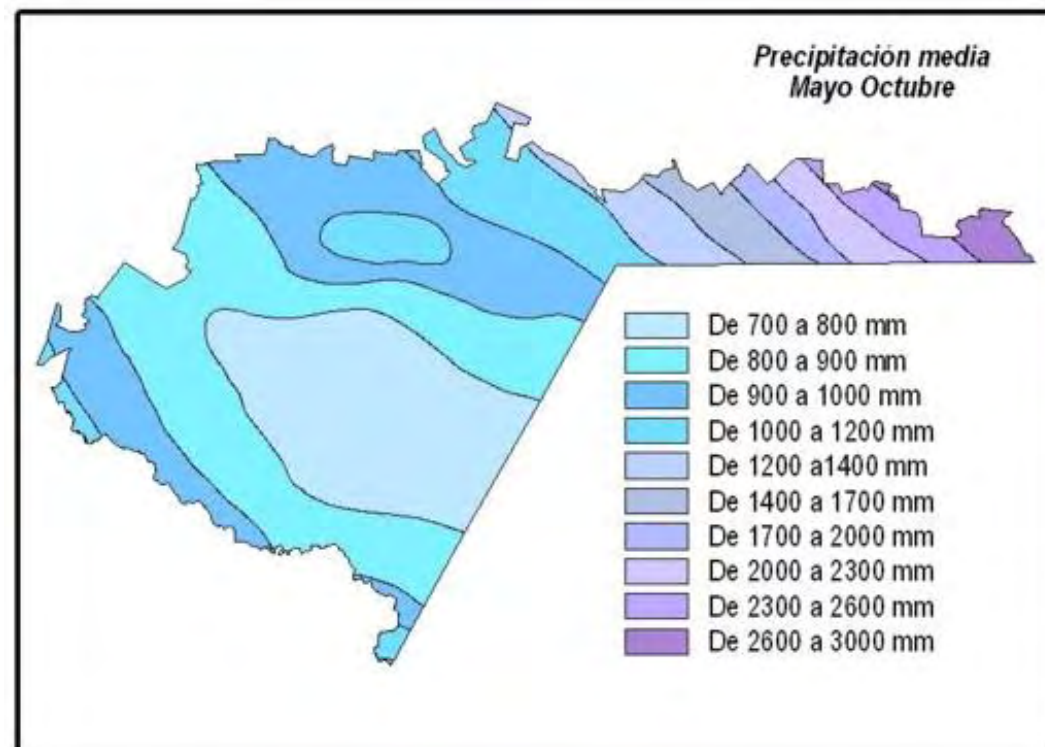 Precipitación media
Mayo Octubre
De 700 a 800 mm
De 800 a 900 mm
De 900 a 1000 mm
De 1000 a 1200 mm
De 1200 a1400 mm
De 1400 a 1700 mm
De 1700 a 2000 mm
De 2000 a 2300 mm
De 2300 a 2600 mm
De 2600 a 3000 mm